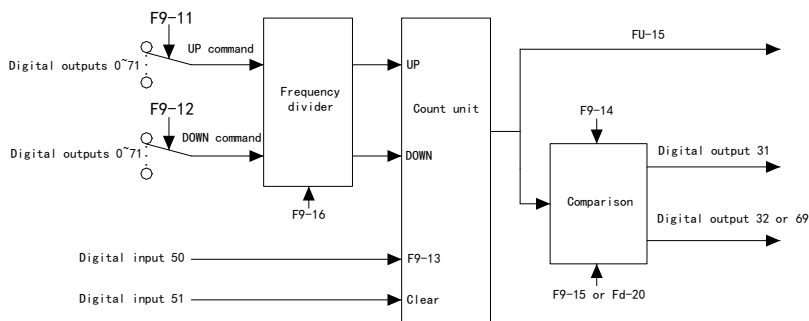 F9-11
UP command
Digital outputs 0~71
F9-12
DOWN command
Digital outputs 0~71
Frequency
divider
F9-16
UP
Count unit
DOWN
F9-13
Clear
Digital input 50
Digital input 51
FU-15
F9-14
Comparison
Digital output 31
Digital output 32 or 69
F9-15 or Fd-20